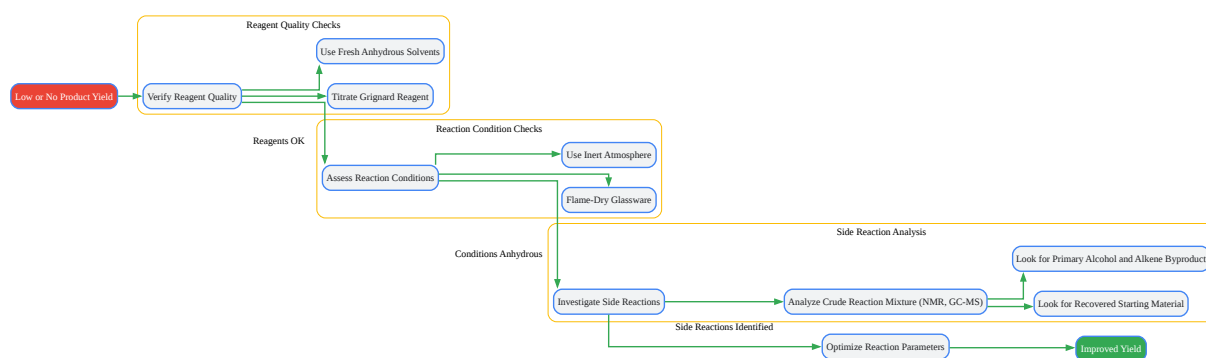 Reagent Quality Checks
Use Fresh Anhydrous Solvents
Low or No Product Yield
Verify Reagent Quality
Titrate Grignard Reagent
Reaction Condition Checks
Reagents OK
Use Inert Atmosphere
Assess Reaction Conditions
Flame-Dry Glassware
Side Reaction Analysis
Conditions Anhydrous
Look for Primary Alcohol and Alkene Byproduct
Investigate Side Reactions
Analyze Crude Reaction Mixture (NMR, GC-MS)
Look for Recovered Starting Material
Side Reactions Identified
Optimize Reaction Parameters
Improved Yield